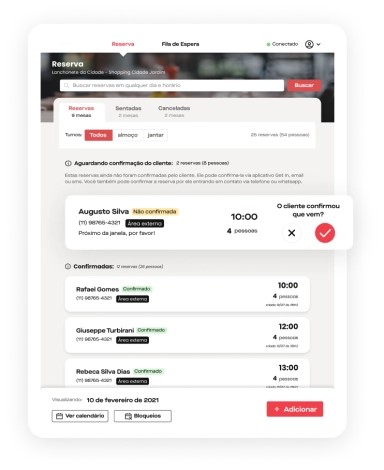 Reserva Fila de Espera Conectado
Reserva
Lanchonete da Cidade - Shopping Cidade Jardim
Buscar reservas em qualquer dia e horário Buscar
Reservas Sentadas Canceladas
9 mesas 2 mesas 2 mesas
Turnos: Todos almoço jantar 25 reservas (54 pessoas)
Aguardando confirmação do cliente: 2 reservas (8 pessoas)
Estas reservas ainda não foram confirmadas pelo cliente. Ele pode confirma-la via aplicativo Get In, email
ou sms. Você também pode confirmar a reserva por ele entrando em contato via telefone ou whatsapp.
Augusto Silva Não confirmada
(11) 98765-4321 Área externa
Próximo da janela, por favor!
10:00
4 pessoas
O cliente confirmou
que vem?
Confirmadas: 2 reservas
Rafael Gomes Confirmado 10:00
(11) 98765-4321 Área externa 4 pessoas
Giuseppe Turbirani Confirmado 12:00
(11) 98765-4321 Área externa 4 pessoas
Rebeca Silva Dias Confirmado 13:00
(11) 98765-4321 Área externa 4 pessoas
Visualizando: 10 de fevereiro de 2021
Ver calendário Bloqueios + Adicionar